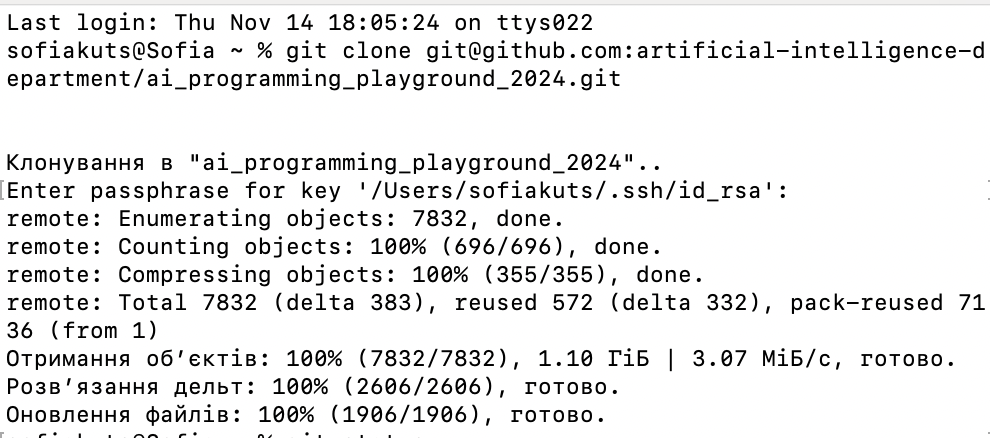 Last login: Thu Nov 14 18:05:24 on ttys022
sofiakuts@Sofia ~ % git clone git@github.com:artificial-intelligence-d
epartment/ai_programming_playground_2024.git
Клонування в "ai_programming_playground_2024"..
Enter passphrase for key '/Users/sofiakuts/.ssh/id_rsa':
remote: Enumerating objects: 7832, done.
remote: Counting objects: 100% (696/696), done.
remote: Compressing objects: 100% (355/355), done.
remote: Total 7832 (delta 383), reused 572 (delta 332), pack-reused 71
36 (from 1)
Отримання об’єктів: 100% (7832/7832), 1.10 ГіБ | 3.07 МіБ/с, готово.
Розв’язання дельт: 100% (2606/2606), готово.
Оновлення файлів: 100% (1906/1906), готово.